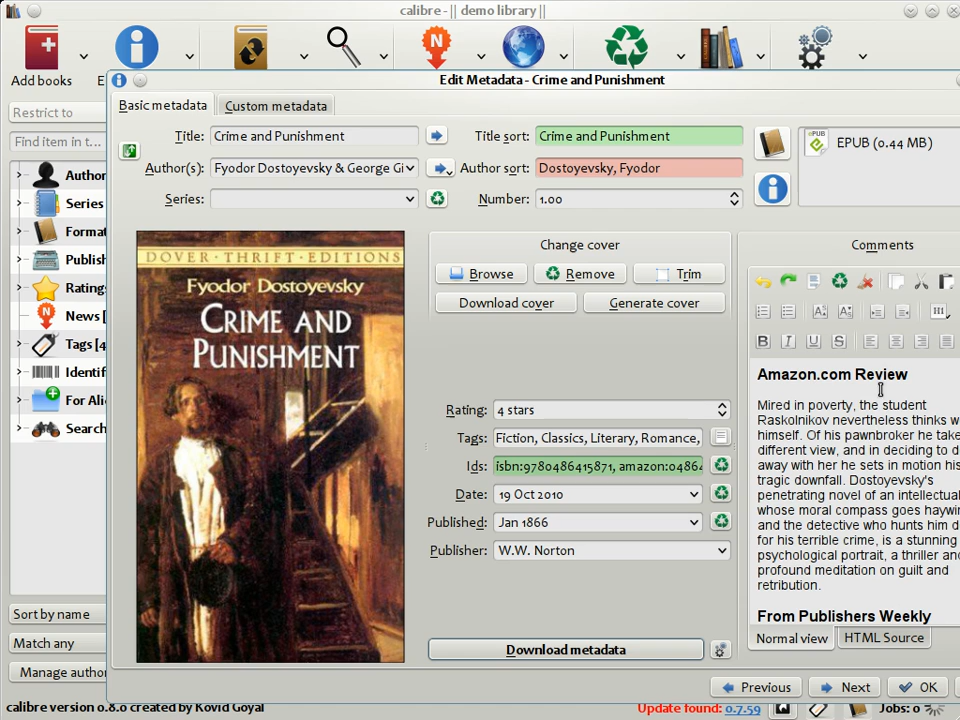 calibre - || demo library ||
Add books
Edit Metadata - Crime and Punishment
Restrict to
Find item in t...
Author
Series
Format
Publish
Rating
News [
Tags [4
Identif
For Ali
Search
Sort by name
Match any
Manage author
Basic metadata
Custom metadata
Title: Crime and Punishment
Title sort: Crime and Punishment
Author(s): Fyodor Dostoyevsky & George Gi
Author sort: Dostoyevsky, Fyodor
Series:
Number: 1.00
EPUB
EPUB (0.44 MB)
DOVER · THRIFT · EDITIONS
Fyodor Dostoyevsky
CRIME AND
PUNISHMENT
Change cover
Browse
Remove
Trim
Download cover
Generate cover
Rating: 4 stars
Tags: Fiction, Classics, Literary, Romance,
Ids: isbn:9780486415871, amazon:04864
Date: 19 Oct 2010
Published: Jan 1866
Publisher: W.W. Norton
Download metadata
Comments
H1
B I U S
Amazon.com Review
Mired in poverty, the student
Raskolnikov nevertheless thinks w
himself. Of his pawnbroker he take
different view, and in deciding to d
away with her he sets in motion his
tragic downfall. Dostoyevsky's
penetrating novel of an intellectual
whose moral compass goes haywir
and the detective who hunts him d
for his terrible crime, is a stunning
psychological portrait, a thriller and
profound meditation on guilt and
retribution.
From Publishers Weekly
Normal view
HTML Source
Previous
Next
OK
calibre version 0.8.0 created by Kovid Goyal
Update found: 0.7.59
Jobs: 0